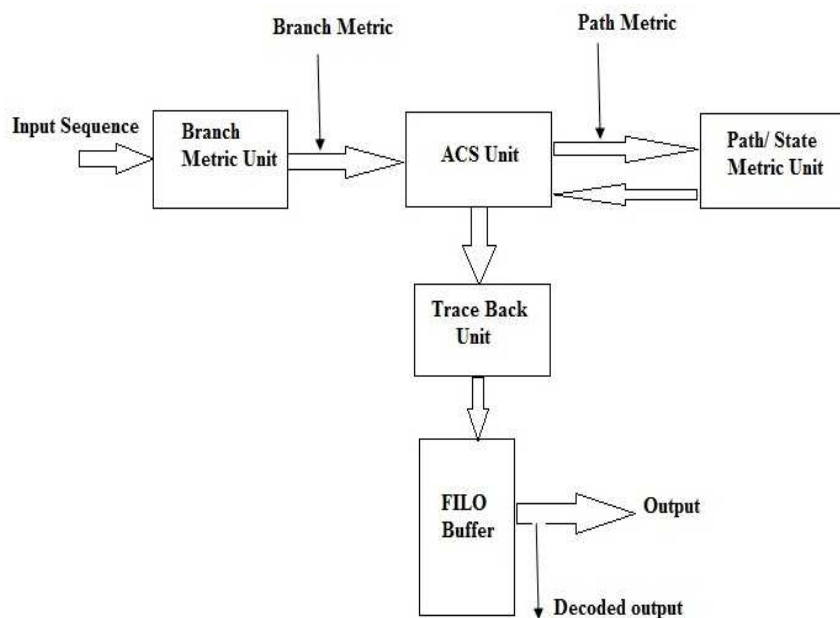 Branch Metric
Path Metric
Input Sequence
Branch
Metric Unit
ACS Unit
Path/ State
Metric Unit
Trace Back
Unit
FILO
Buffer
Output
Decoded output